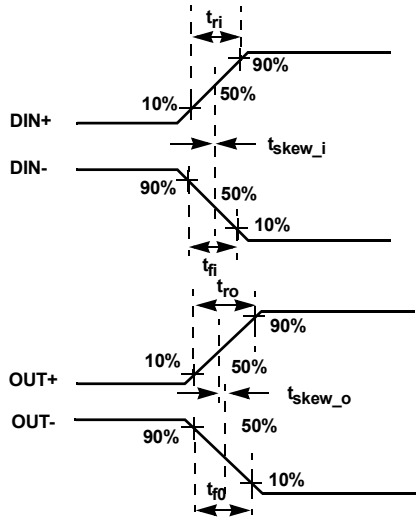 tri
90%
10%
50%
DIN+
tskew_i
DIN-
50%
90%
10%
tfi
tro
90%
10%
50%
OUT+
tskew_o
OUT-
50%
90%
10%
tf0